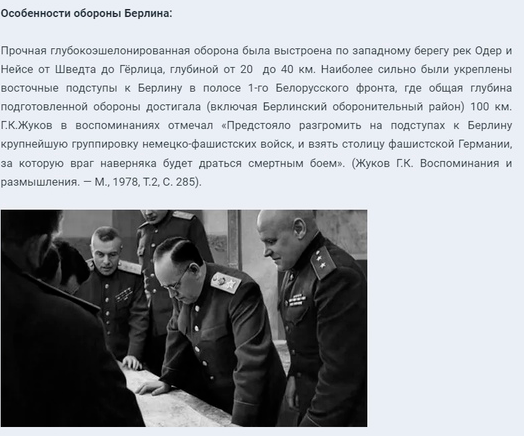 Особенности обороны Берлина:
Прочная глубокоэшелонированная оборона была выстроена по западному берегу рек Одер и
Нейсе от Шведта до Гёрлица, глубиной от 20 до 40 км. Наиболее сильно были укреплены
восточные подступы к Берлину в полосе 1-го Белорусского фронта, где общая глубина
подготовленной обороны достигала (включая Берлинский оборонительный район) 100 км.
Г.К.Жуков в воспоминаниях отмечал «Предстояло разгромить на подступах к Берлину
крупнейшую группировку немецко-фашистских войск, и взять столицу фашистской Германии,
за которую враг наверняка будет драться смертным боем». (Жуков Г.К. Воспоминания и
размышления. — М., 1978, Т.2, С. 285).